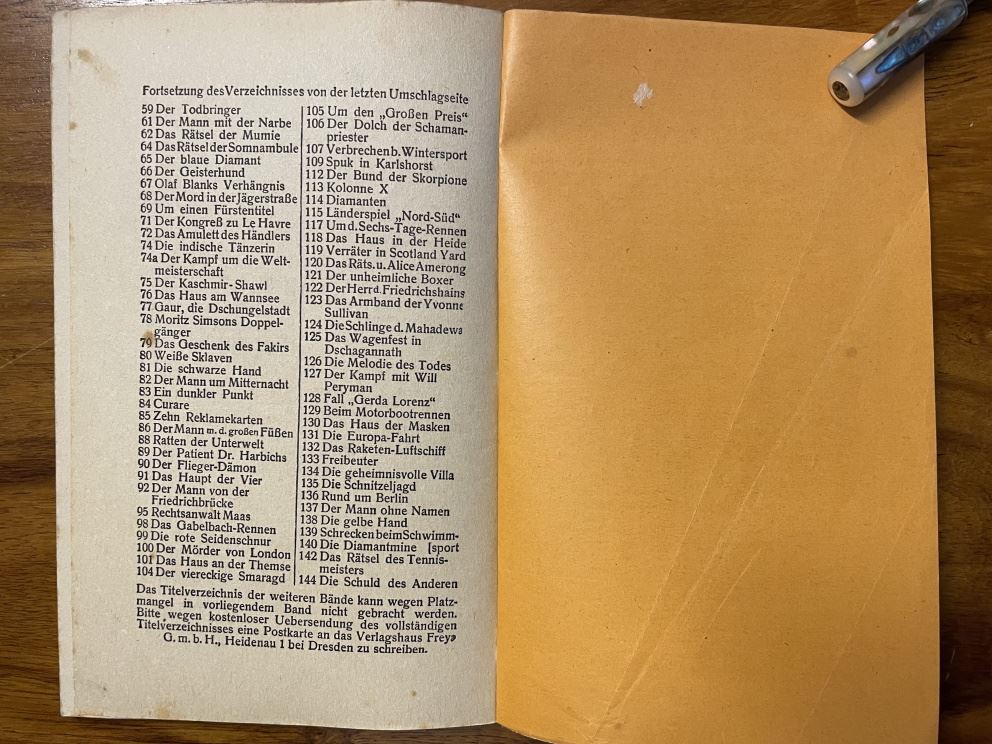 Fortsetzung des Verzeichnisses von der letzten Umschlagseite
59 Der Todbringer
61 Der Mann mit der Narbe
62 Das Rätsel der Mumie
64 Das Rätsel der Somnambule
65 Der blaue Diamant
66 Der Geisterhund
67 Olaf Blanks Verhängnis
68 Der Mord in der Jägerstraße
69 Um einen Fürstentitel
71 Der Kongreß zu Le Havre
72 Das Amulett des Händlers
74 Die indische Tänzerin
74a Der Kampf um die Welt-
meisterschaft
75 Der Kaschmir-Shawl
76 Das Haus am Wannsee
77 Gaur, die Dschungelstadt
78 Moritz Simsons Doppel-
gänger
79 Das Geschenk des Fakirs
80 Weiße Sklaven
81 Die schwarze Hand
82 Der Mann um Mitternacht
83 Ein dunkler Punkt
84 Curare
85 Zehn Reklamekarten
86 Der Mann m. d. großen Füßen
88 Ratten der Unterwelt
89 Der Patient Dr. Harbichs
90 Der Flieger-Dämon
91 Das Haupt der Vier
92 Der Mann von der
Friedrichbrücke
95 Rechtsanwalt Maas
98 Das Gabelbach-Rennen
99 Die rote Seidenschnur
100 Der Mörder von London
101 Das Haus an der Themse
104 Der viereckige Smaragd
105 Um den „Großen Preis“
106 Der Dolch der Schaman-
priester
107 Verbrechen b. Wintersport
109 Spuk in Karlshorst
112 Der Bund der Skorpione
113 Kolonne X
114 Diamanten
115 Länderspiel „Nord-Süd“
117 Um d. Sechs-Tage-Rennen
118 Das Haus in der Heide
119 Verräter in Scotland Yard
120 Das Räts. u. Alice Amerong
121 Der unheimliche Boxer
122 Der Herr d. Friedrichshains
123 Das Armband der Yvonne
Sullivan
124 Die Schlinge d. Mahadewa
125 Das Wagenfest in
Dschagannath
126 Die Melodie des Todes
127 Der Kampf mit Will
Peryman
128 Fall „Gerda Lorenz“
129 Beim Motorbootrennen
130 Das Haus der Masken
131 Die Europa-Fahrt
132 Das Raketen-Luftschiff
133 Freibeuter
134 Die geheimnisvolle Villa
135 Die Schnitzeljagd
136 Rund um Berlin
137 Der Mann ohne Namen
138 Die gelbe Hand
139 Schrecken beim Schwimm-
140 Die Diamantmine [sport
142 Das Rätsel des Tennis-
meisters
144 Die Schuld des Anderen
Das Titelverzeichnis der weiteren Bände kann wegen Platz-
mangel in vorliegendem Band nicht gebracht werden.
Bitte wegen kostenloser Uebersendung des vollständigen
Titelverzeichnises eine Postkarte an das Verlagshaus Freya
G. m. b. H., Heidenau 1 bei Dresden zu schreiben.